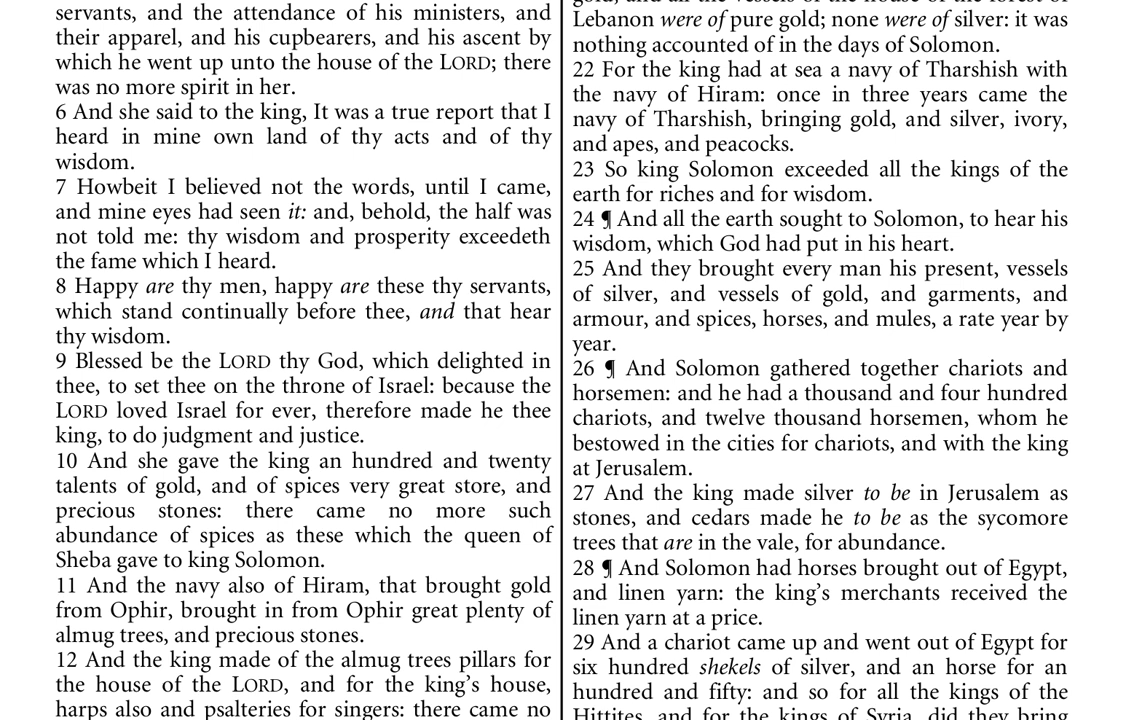 servants, and the attendance of his ministers, and
their apparel, and his cupbearers, and his ascent by
which he went up unto the house of the LORD; there
was no more spirit in her.
6 And she said to the king, It was a true report that I
heard in mine own land of thy acts and of thy
wisdom.
7 Howbeit I believed not the words, until I came,
and mine eyes had seen it: and, behold, the half was
not told me: thy wisdom and prosperity exceedeth
the fame which I heard.
8 Happy are thy men, happy are these thy servants,
which stand continually before thee, and that hear
thy wisdom.
9 Blessed be the LORD thy God, which delighted in
thee, to set thee on the throne of Israel: because the
LORD loved Israel for ever, therefore made he thee
king, to do judgment and justice.
10 And she gave the king an hundred and twenty
talents of gold, and of spices very great store, and
precious stones: there came no more such
abundance of spices as these which the queen of
Sheba gave to king Solomon.
11 And the navy also of Hiram, that brought gold
from Ophir, brought in from Ophir great plenty of
almug trees, and precious stones.
12 And the king made of the almug trees pillars for
the house of the LORD, and for the king's house,
harps also and psalteries for singers: there came no
gold, and all the vessels of the house of the forest of
Lebanon were of pure gold; none were of silver: it was
nothing accounted of in the days of Solomon.
22 For the king had at sea a navy of Tharshish with
the navy of Hiram: once in three years came the
navy of Tharshish, bringing gold, and silver, ivory,
and apes, and peacocks.
23 So king Solomon exceeded all the kings of the
earth for riches and for wisdom.
24 ¶ And all the earth sought to Solomon, to hear his
wisdom, which God had put in his heart.
25 And they brought every man his present, vessels
of silver, and vessels of gold, and garments, and
armour, and spices, horses, and mules, a rate year by
year.
26 ¶ And Solomon gathered together chariots and
horsemen: and he had a thousand and four hundred
chariots, and twelve thousand horsemen, whom he
bestowed in the cities for chariots, and with the king
at Jerusalem.
27 And the king made silver to be in Jerusalem as
stones, and cedars made he to be as the sycomore
trees that are in the vale, for abundance.
28 ¶ And Solomon had horses brought out of Egypt,
and linen yarn: the king's merchants received the
linen yarn at a price.
29 And a chariot came up and went out of Egypt for
six hundred shekels of silver, and an horse for an
hundred and fifty: and so for all the kings of the
Hittites, and for the kings of Syria, did they bring